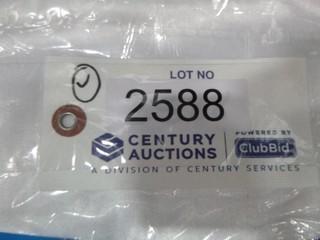 LOT NO
2588
CENTURY AUCTIONS
POWERED BY
ClubBid
A DIVISION OF CENTURY SERVICES